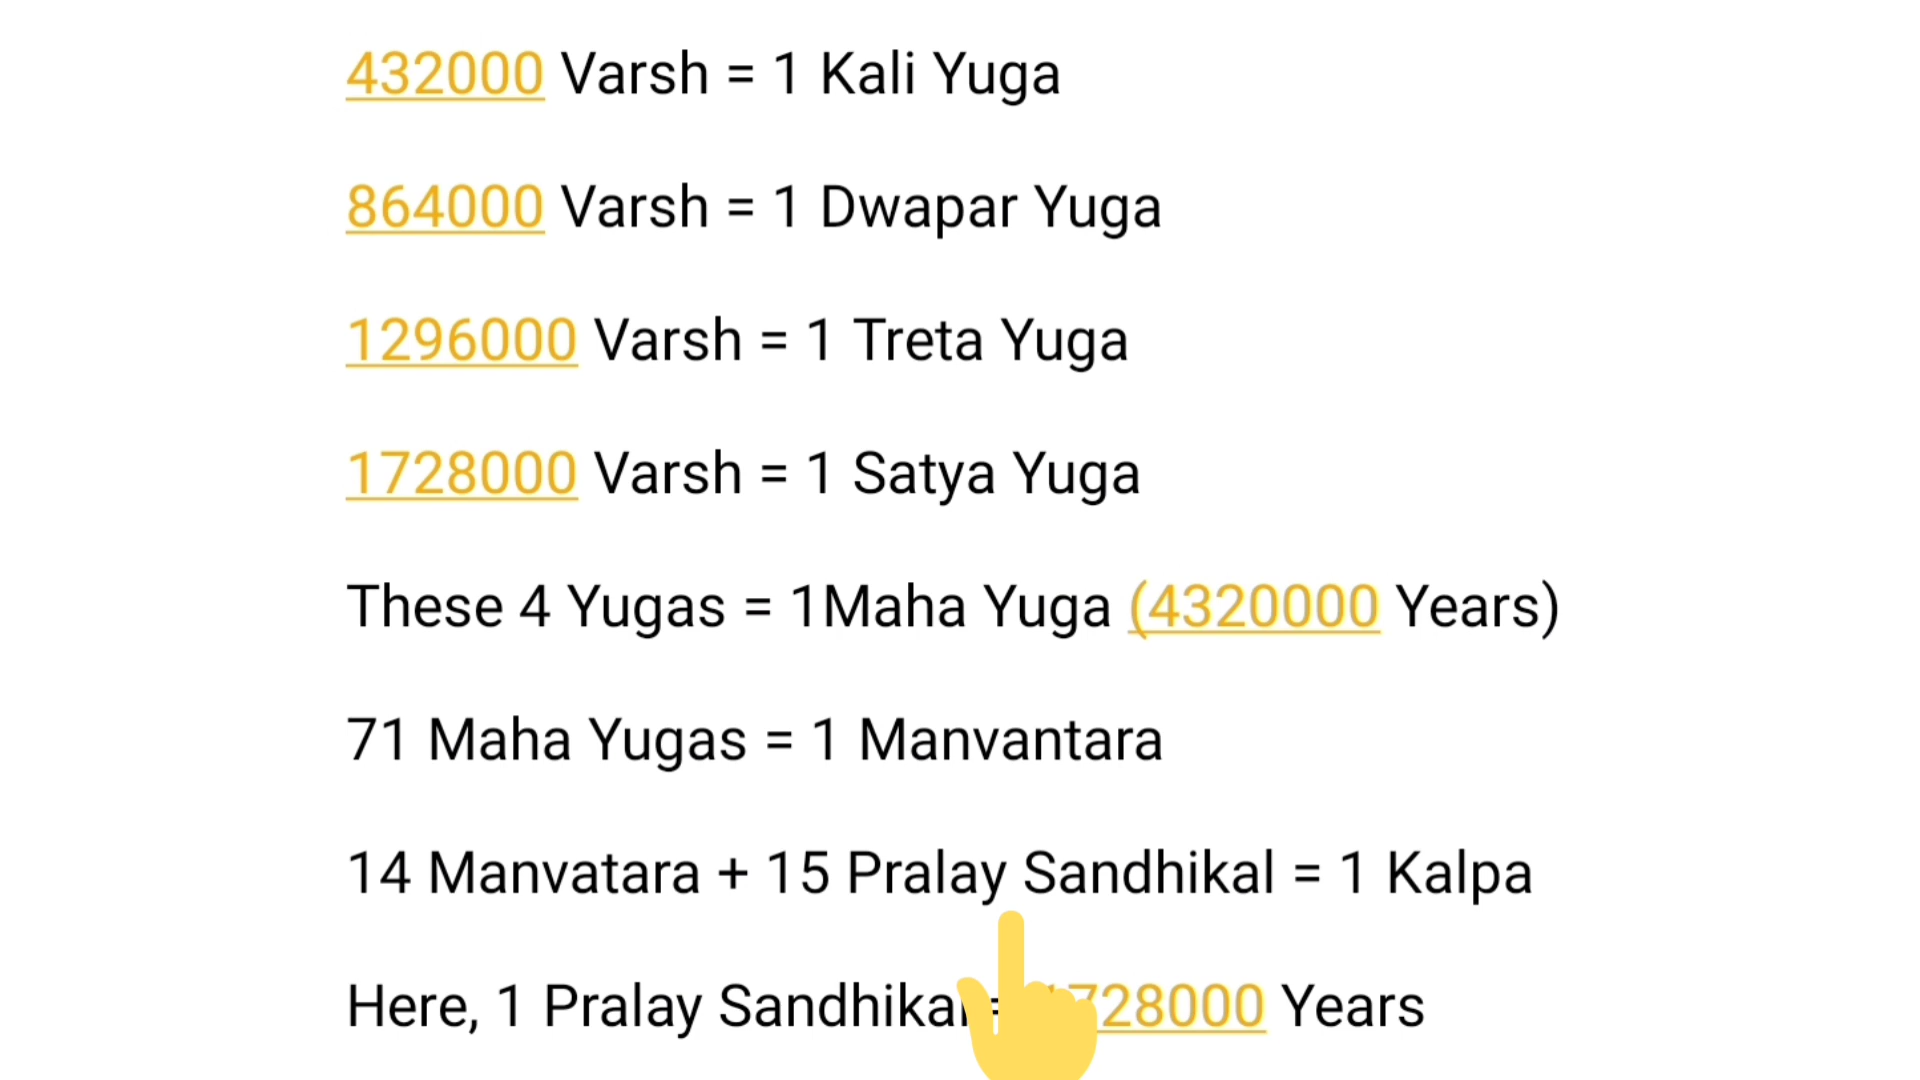 432000 Varsh = 1 Kali Yuga
864000 Varsh = 1 Dwapar Yuga
1296000 Varsh = 1 Treta Yuga
1728000 Varsh = 1 Satya Yuga
These 4 Yugas = 1Maha Yuga (4320000 Years)
71 Maha Yugas = 1 Manvantara
14 Manvatara + 15 Pralay Sandhikal = 1 Kalpa
Here, 1 Pralay Sandhikal = 1728000 Years